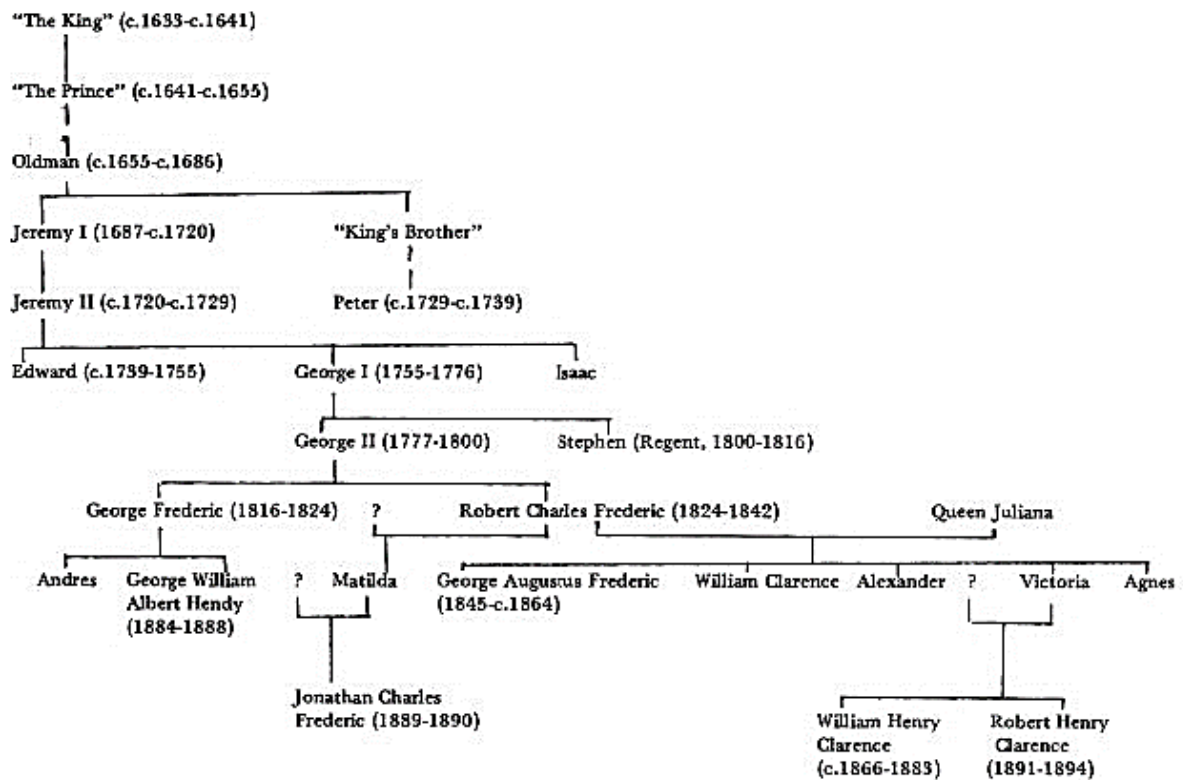 "The King" (c.1633-c.1641)
"The Prince" (c.1641-c.1655)
Oldman (c.1655-c.1686)
Jeremy I (1687-c.1720) "King's Brother"
?
Jeremy II (c.1720-c.1729) Peter (c.1729-c.1739)
Edward (c.1739-1755) George I (1755-1776) Isaac
George II (1777-1800) Stephen (Regent, 1800-1816)
George Frederic (1816-1824) ? Robert Charles Frederic (1824-1842) Queen Juliana
Andres George William ? Matilda George Augustus Frederic William Clarence Alexander ? Victoria Agnes
Albert Hendy (1845-c.1864)
(1884-1888)
Jonathan Charles William Henry Robert Henry
Frederic (1889-1890) Clarence Clarence
(c.1866-1883) (1891-1894)